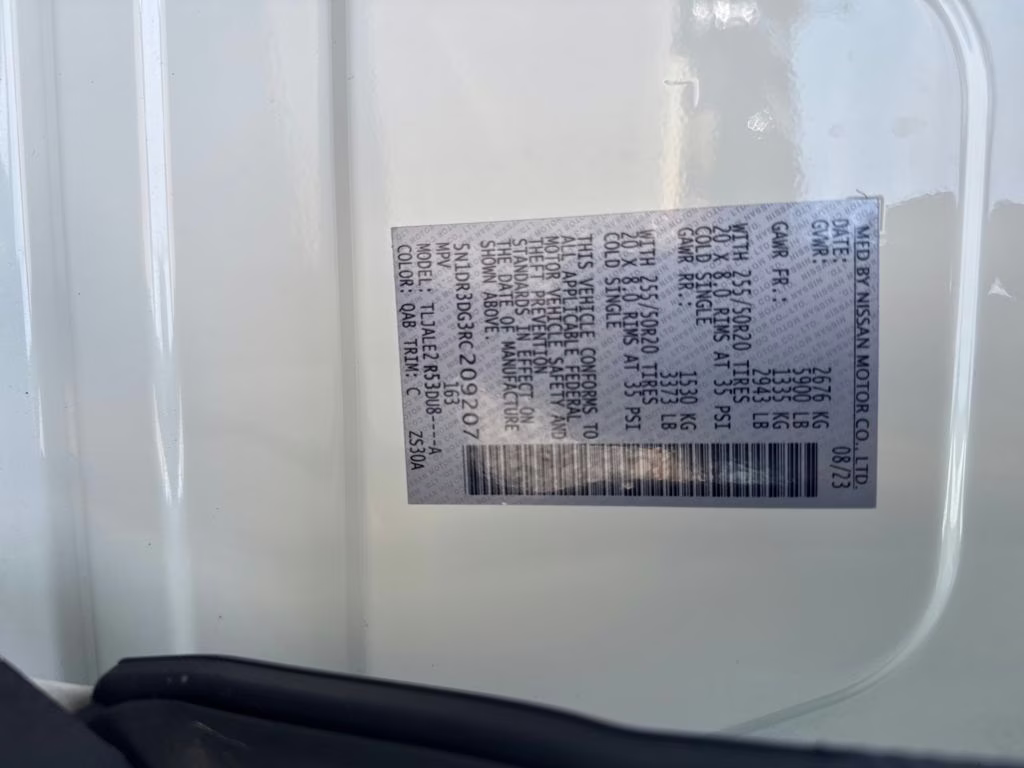 MFD BY NISSAN MOTOR CO., LTD.
DATE: 08/23
GVWR: 2676 KG
5900 LB
GAWR FR.: 1335 KG
2943 LB
WITH 255/50R20 TIRES
20 X 8.0 RIMS AT 35 PSI
COLD SINGLE
GAWR RR.: 1530 KG
3373 LB
WITH 255/50R20 TIRES
20 X 8.0 RIMS AT 35 PSI
COLD SINGLE
THIS VEHICLE CONFORMS TO
ALL APPLICABLE FEDERAL
MOTOR VEHICLE SAFETY AND
THEFT PREVENTION
STANDARDS IN EFFECT ON
THE DATE OF MANUFACTURE
SHOWN ABOVE.
5N1DR3DG3RC209207
MPV 163
MODEL: TLJALE2 R53DU8----A
COLOR: QAB TRIM: C ZS30A